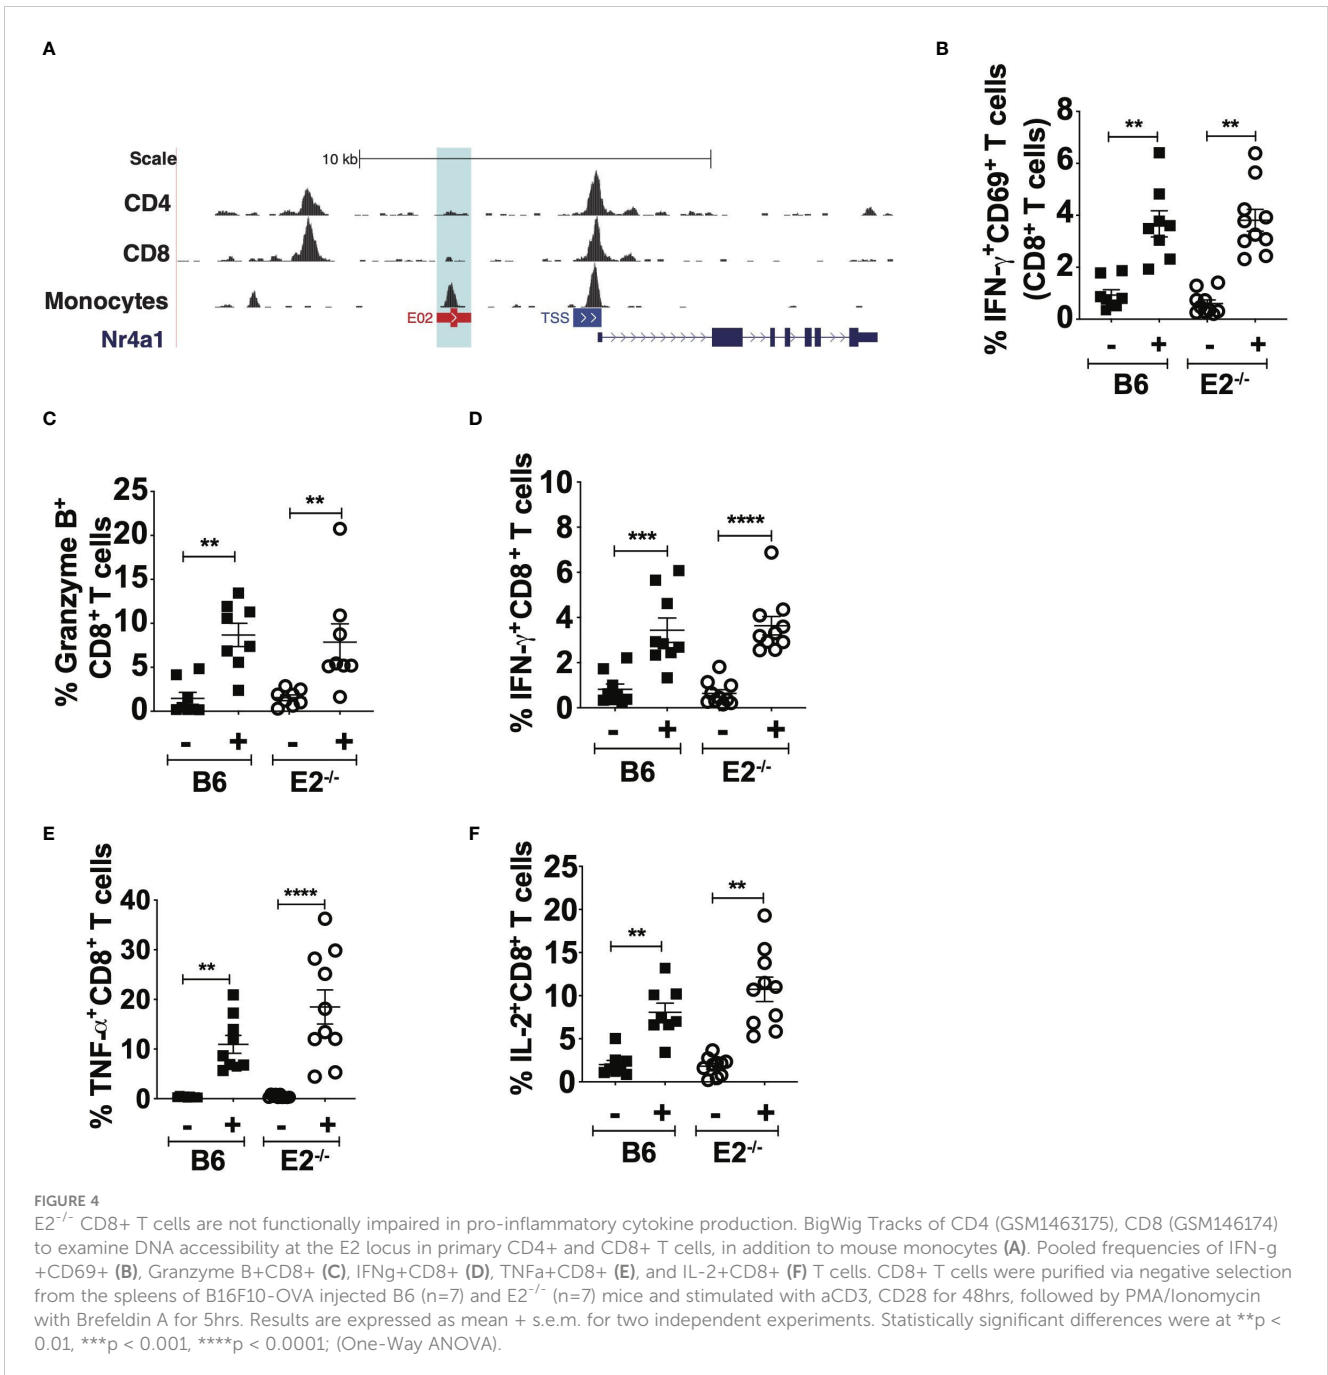 A
Scale
10 kb
CD4
CD8
Monocytes
E02
TSS
Nr4a1
B
% IFN-γ+CD69+ T cells
(CD8+ T cells)
8
6
4
2
0
**
**
-
+
-
+
B6
E2-/-
C
% Granzyme B+
CD8+ T cells
25
20
15
10
5
0
**
**
-
+
-
+
B6
E2-/-
D
% IFN-γ+CD8+ T cells
10
8
6
4
2
0
***
****
-
+
-
+
B6
E2-/-
E
% TNF-α+CD8+ T cells
40
30
20
10
0
**
****
-
+
-
+
B6
E2-/-
F
% IL-2+CD8+ T cells
25
20
15
10
5
0
**
**
-
+
-
+
B6
E2-/-
FIGURE 4
E2-/- CD8+ T cells are not functionally impaired in pro-inflammatory cytokine production. BigWig Tracks of CD4 (GSM1463175), CD8 (GSM146174)
to examine DNA accessibility at the E2 locus in primary CD4+ and CD8+ T cells, in addition to mouse monocytes (A). Pooled frequencies of IFN-g
+CD69+ (B), Granzyme B+CD8+ (C), IFNg+CD8+ (D), TNFa+CD8+ (E), and IL-2+CD8+ (F) T cells. CD8+ T cells were purified via negative selection
from the spleens of B16F10-OVA injected B6 (n=7) and E2-/- (n=7) mice and stimulated with aCD3, CD28 for 48hrs, followed by PMA/Ionomycin
with Brefeldin A for 5hrs. Results are expressed as mean + s.e.m. for two independent experiments. Statistically significant differences were at **p <
0.01, ***p < 0.001, ****p < 0.0001; (One-Way ANOVA).